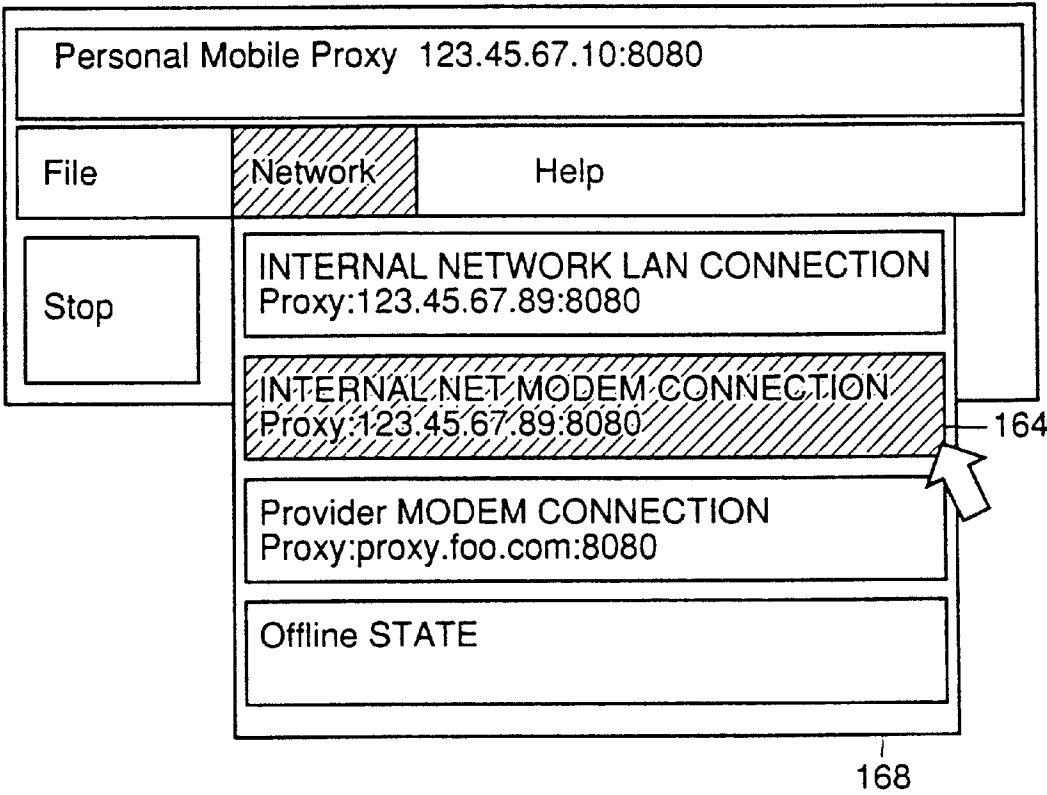 Personal Mobile Proxy 123.45.67.10:8080
File Network Help
Stop
INTERNAL NETWORK LAN CONNECTION
Proxy:123.45.67.89:8080
INTERNAL NET MODEM CONNECTION
Proxy:123.45.67.89:8080
164
Provider MODEM CONNECTION
Proxy:proxy.foo.com:8080
Offline STATE
168